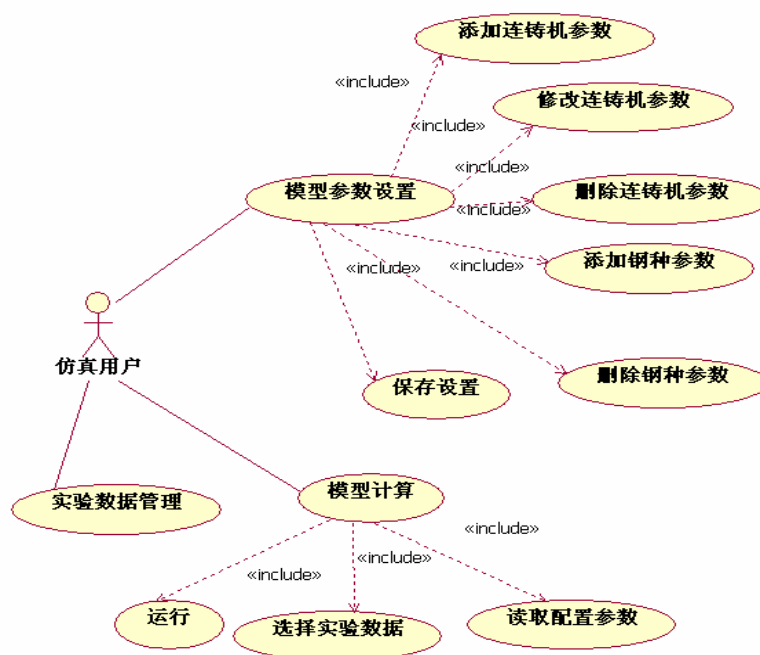 添加连铸机参数
«include»
修改连铸机参数
«include»
«include»
模型参数设置
删除连铸机参数
«include»
添加钢种参数
«include»
«include»
仿真用户
保存设置
删除钢种参数
实验数据管理
模型计算
«include»
«include»
«include»
运行
选择实验数据
读取配置参数